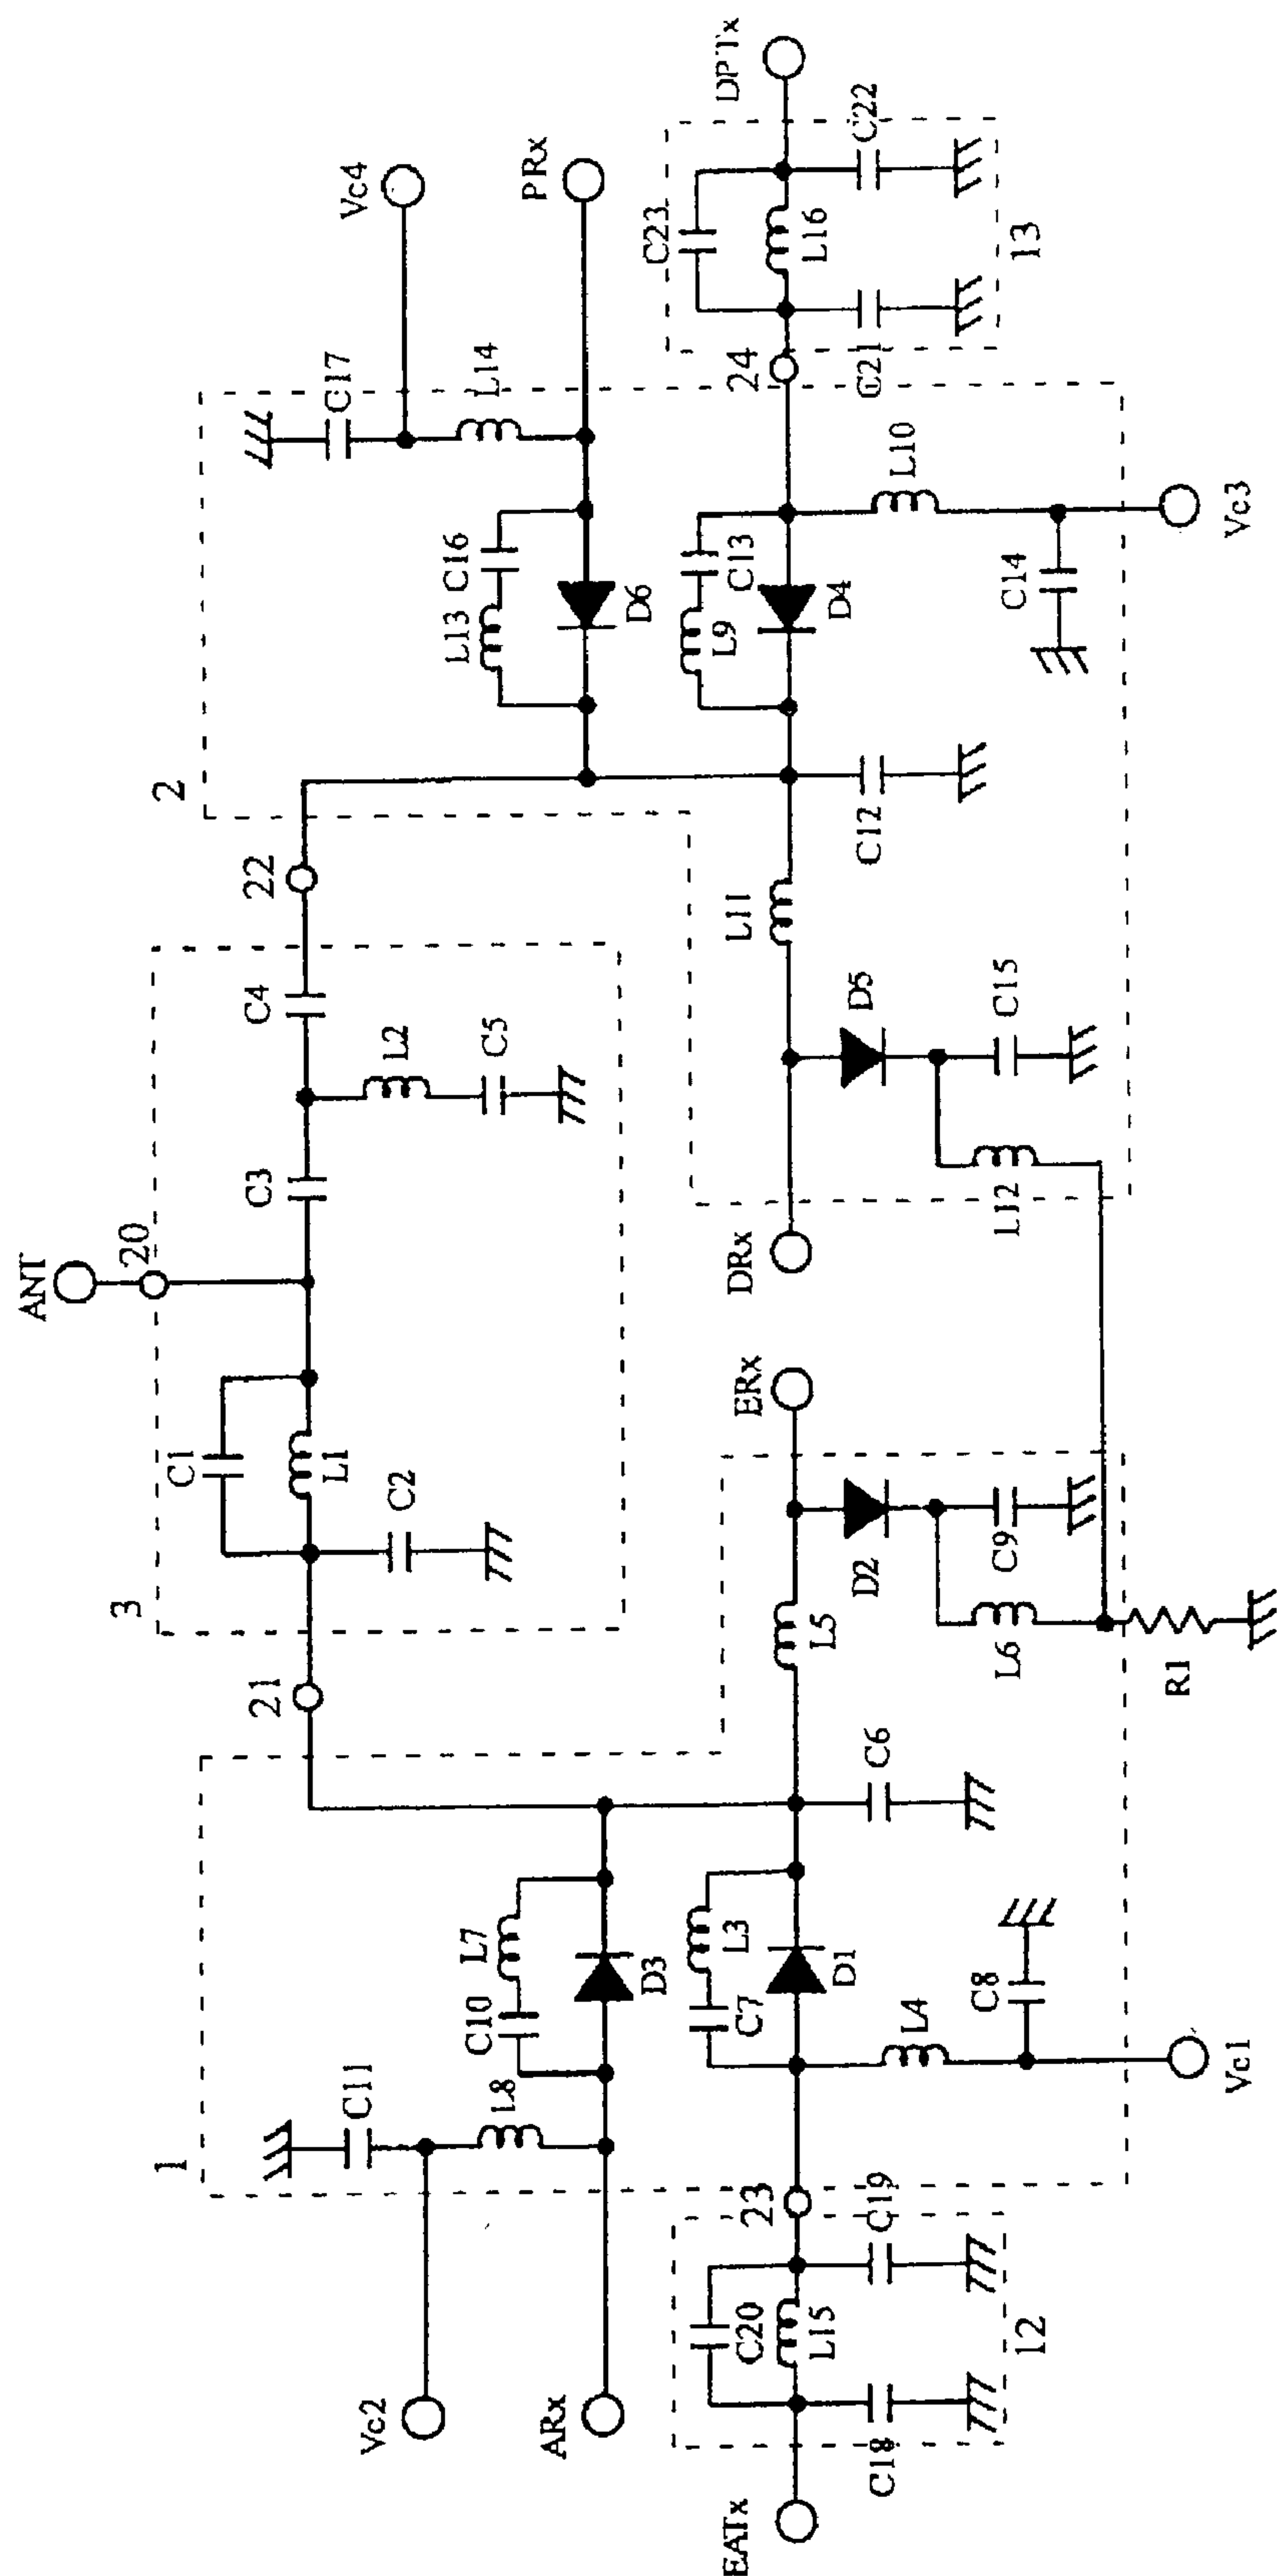 ANT
20
3
C1
1
2
21
C3
C4
22
L1
C11
C17
Vc4
Vc2
C2
L2
C10
L7
L8
C5
L13
C16
L14
PRx
ARx
D3
D6
C23
DPTx
EATx
C20
23
C7
L3
L5
ERx
DRx
L11
L9
C13
24
L15
D1
L16
D4
C18
C19
C6
D2
D5
C12
C21
C22
L4
L10
12
C8
L6
C9
L12
C15
C14
13
R1
Vc1
Vc3